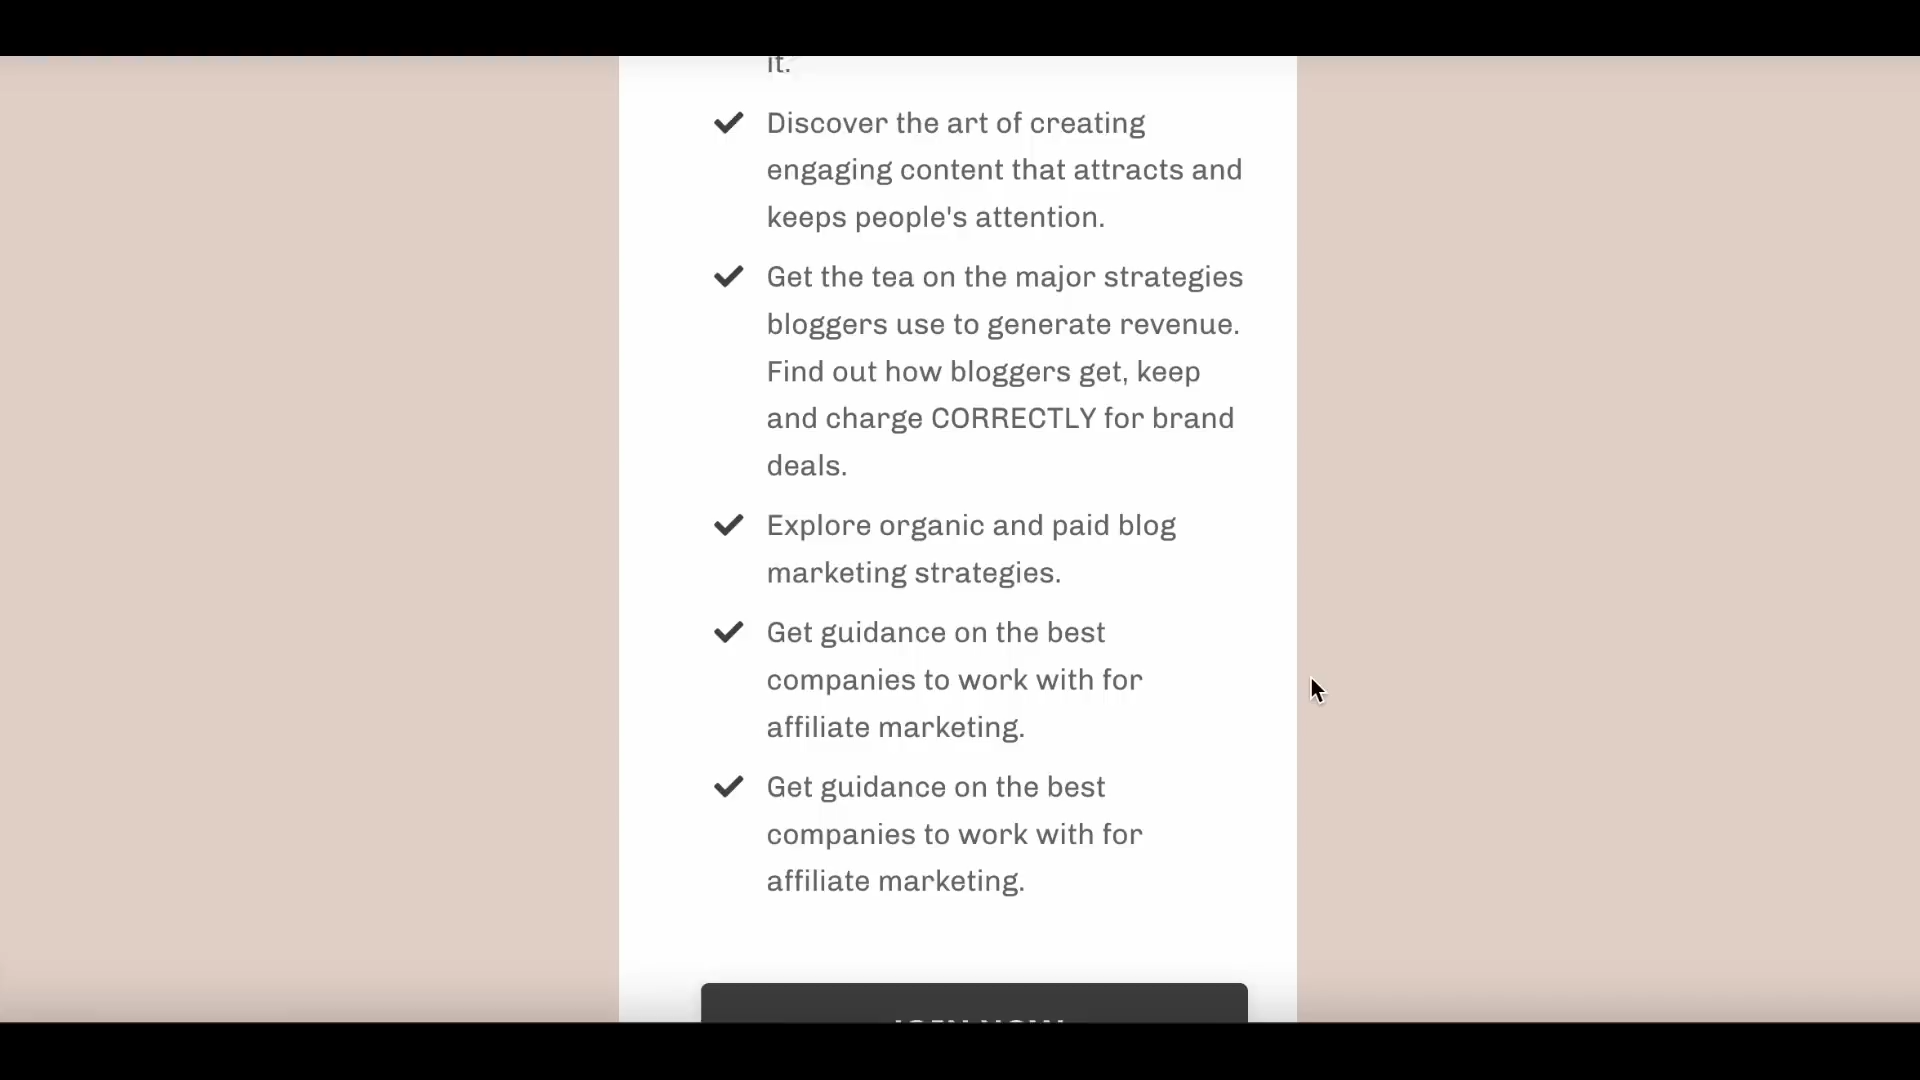 it.
Discover the art of creating
engaging content that attracts and
keeps people's attention.
Get the tea on the major strategies
bloggers use to generate revenue.
Find out how bloggers get, keep
and charge CORRECTLY for brand
deals.
Explore organic and paid blog
marketing strategies.
Get guidance on the best
companies to work with for
affiliate marketing.
Get guidance on the best
companies to work with for
affiliate marketing.
JOIN NOW